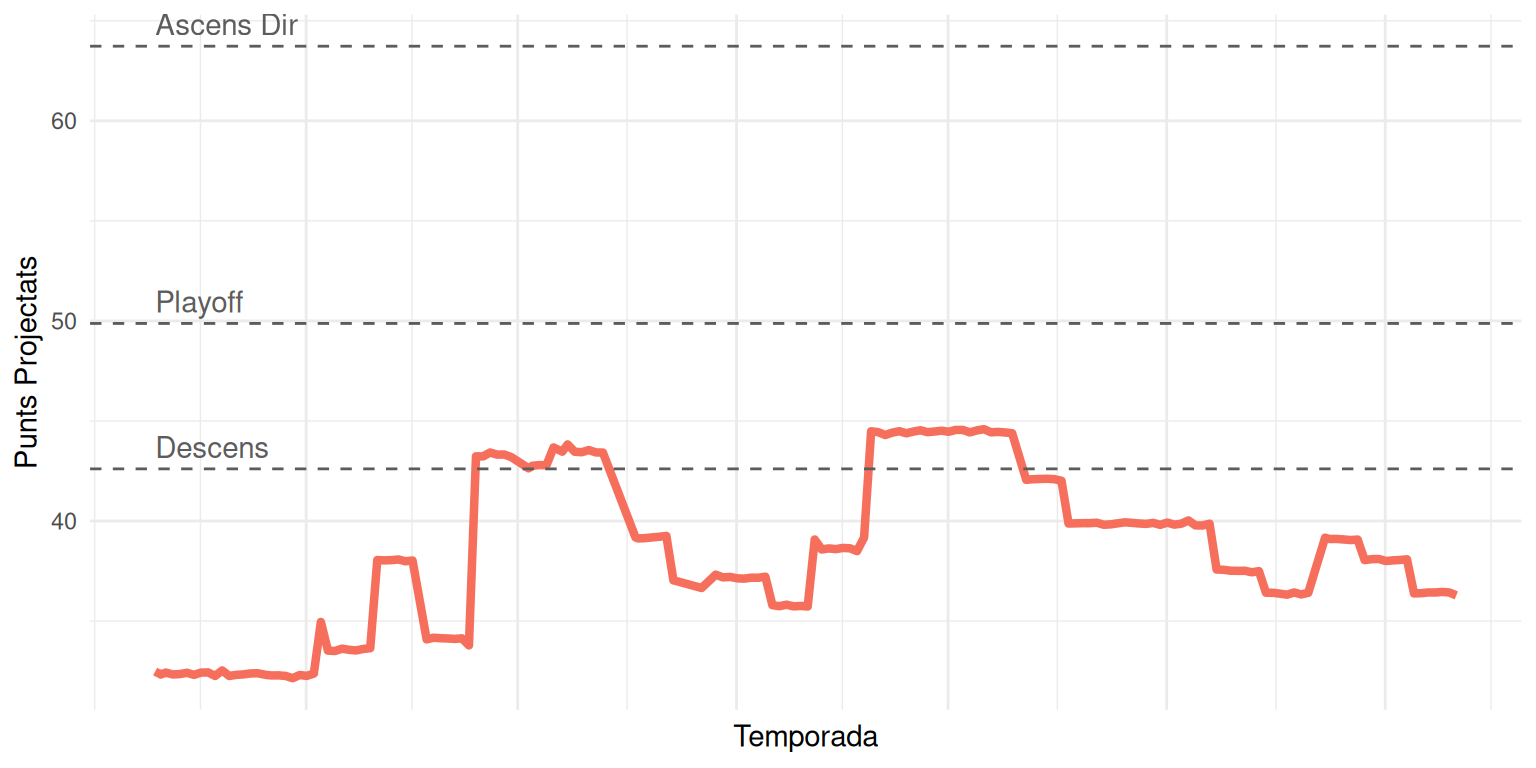 Ascens Dir
60
Playoff
50
Punts Projectats
Descens
40
Temporada